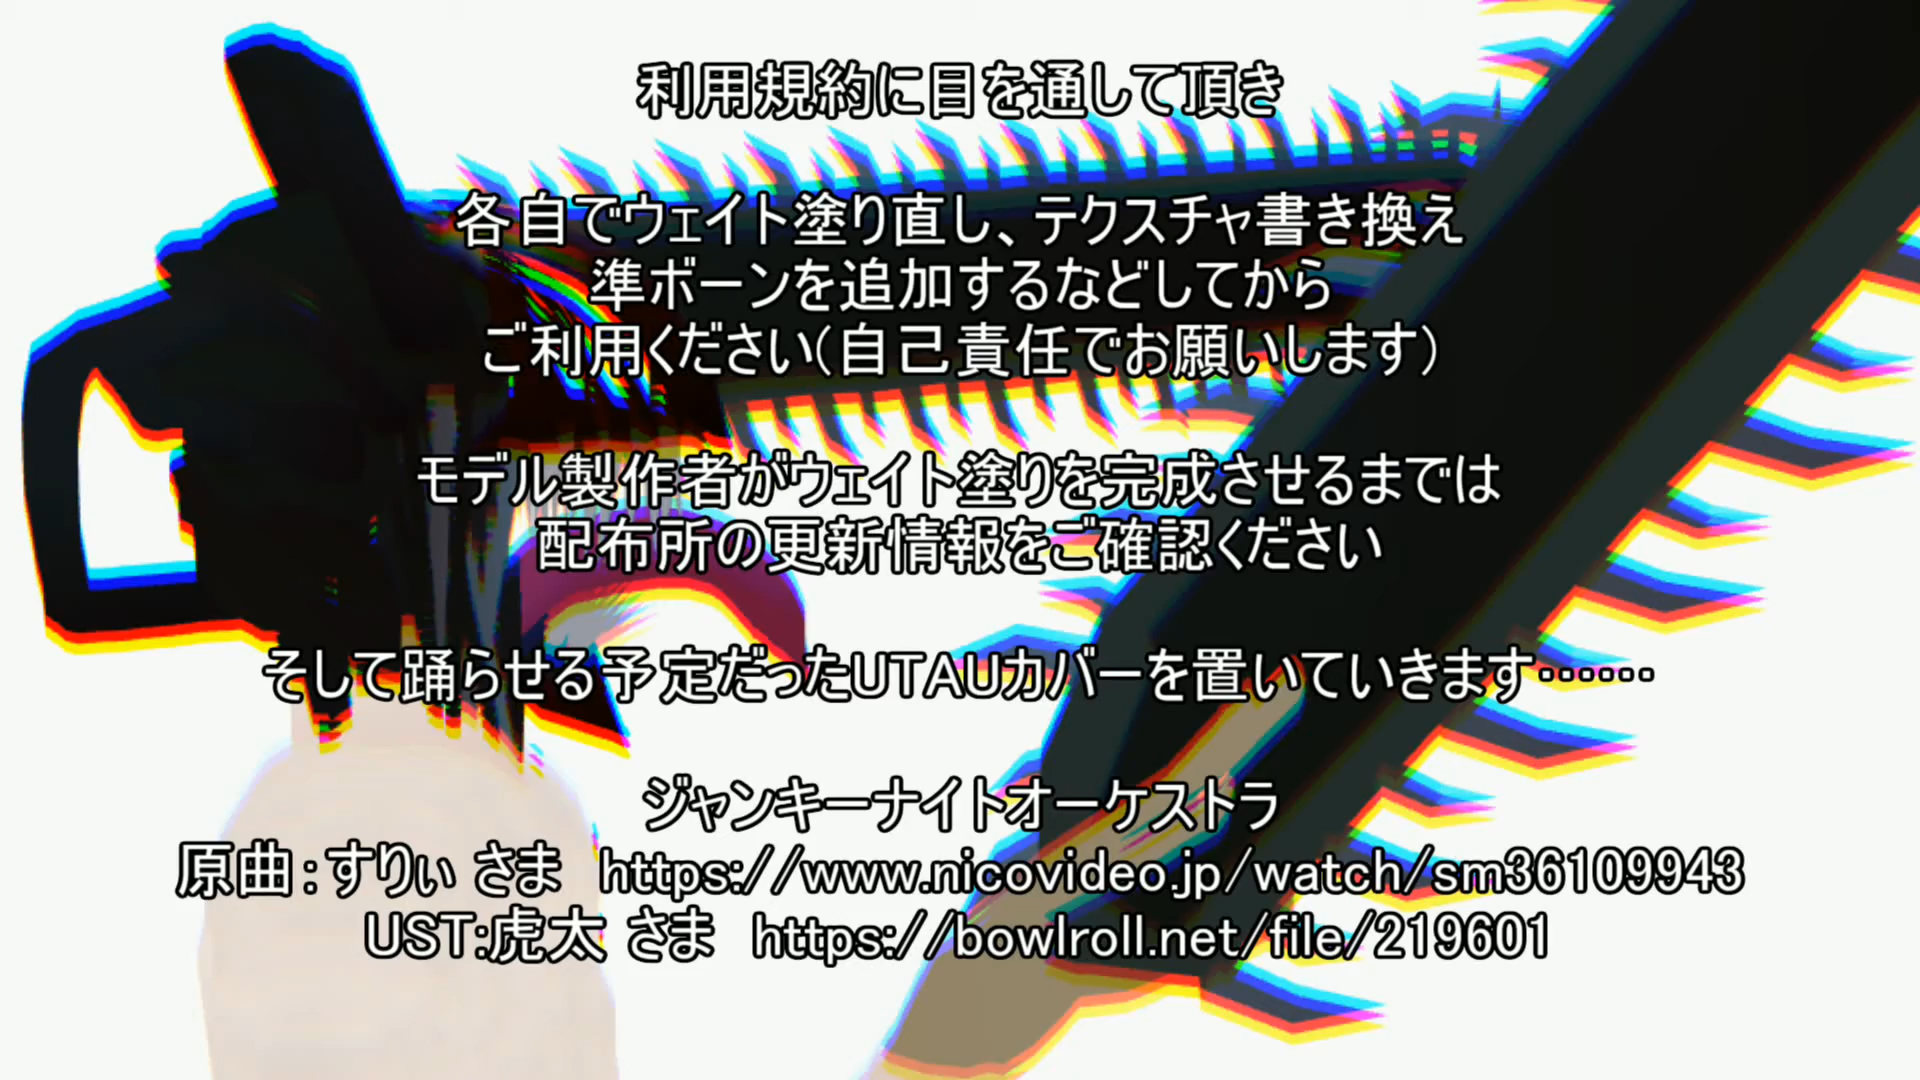 利用規約に目を通して頂き
各自でウェイト塗り直し、テクスチャ書き換え
準ボーンを追加するなどしてから
ご利用ください（自己責任でお願いします）
モデル製作者がウェイト塗りを完成させるまでは
配布所の更新情報をご確認ください
そして踊らせる予定だったUTAUカバーを置いていきます……
ジャンキーナイトオーケストラ
原曲：すりぃ さま　https://www.nicovideo.jp/watch/sm36109943
UST:虎太 さま　https://bowlroll.net/file/219601